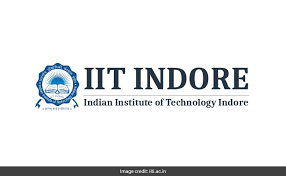 IIT INDORE
Indian Institute of Technology Indore
Image credit: iiti.ac.in